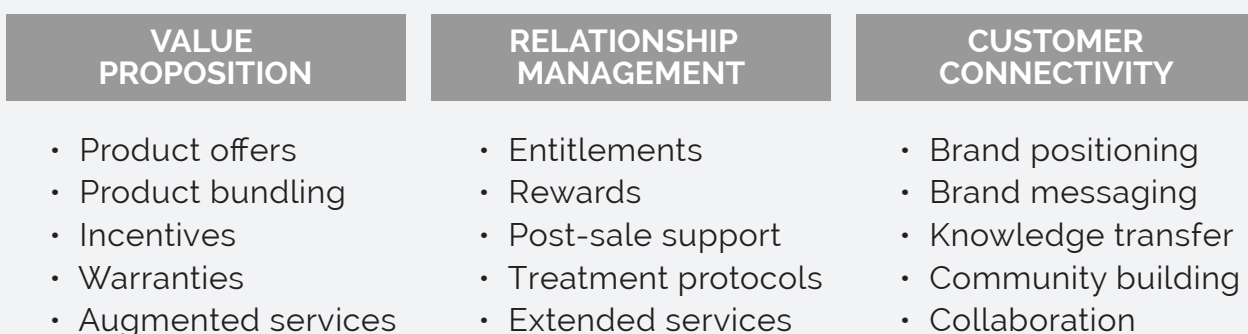 VALUE
PROPOSITION
• Product offers
• Product bundling
• Incentives
• Warranties
• Augmented services
RELATIONSHIP
MANAGEMENT
• Entitlements
• Rewards
• Post-sale support
• Treatment protocols
• Extended services
CUSTOMER
CONNECTIVITY
• Brand positioning
• Brand messaging
• Knowledge transfer
• Community building
• Collaboration